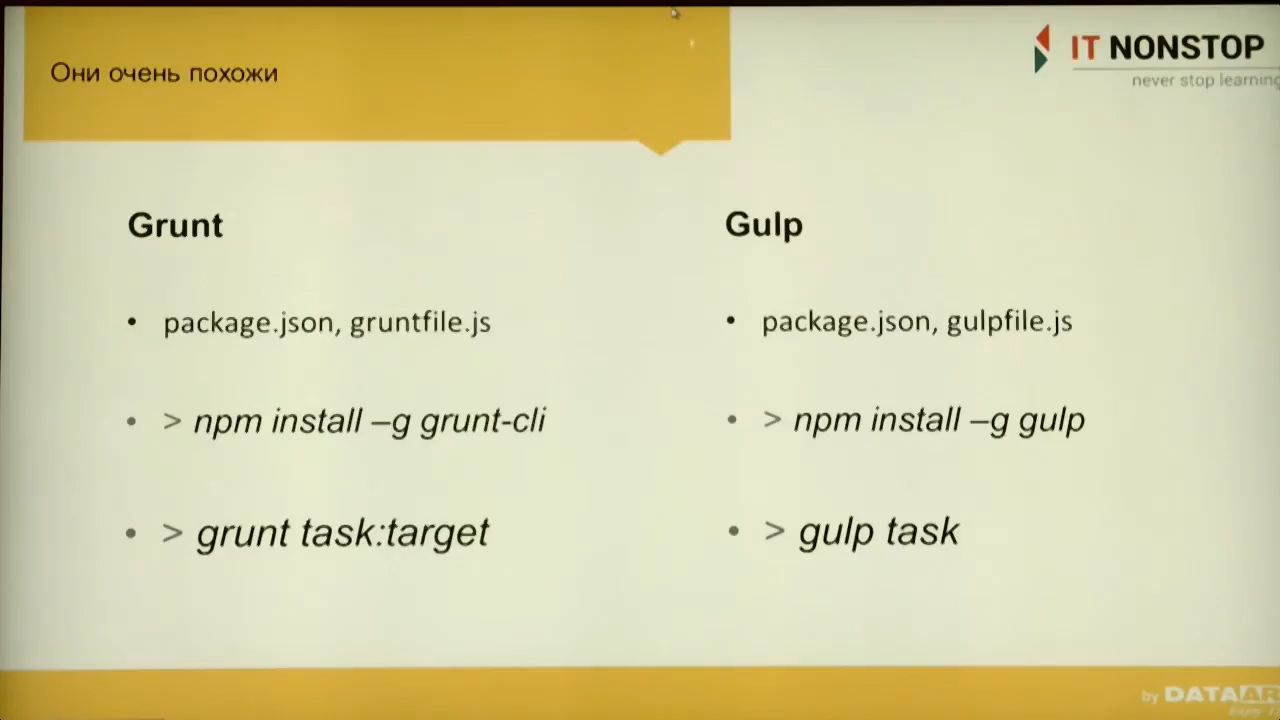 Они очень похожи
IT NONSTOP
never stop learning
Grunt
• package.json, gruntfile.js
• > npm install –g grunt-cli
• > grunt task:target
Gulp
• package.json, gulpfile.js
• > npm install –g gulp
• > gulp task
by DATAAR